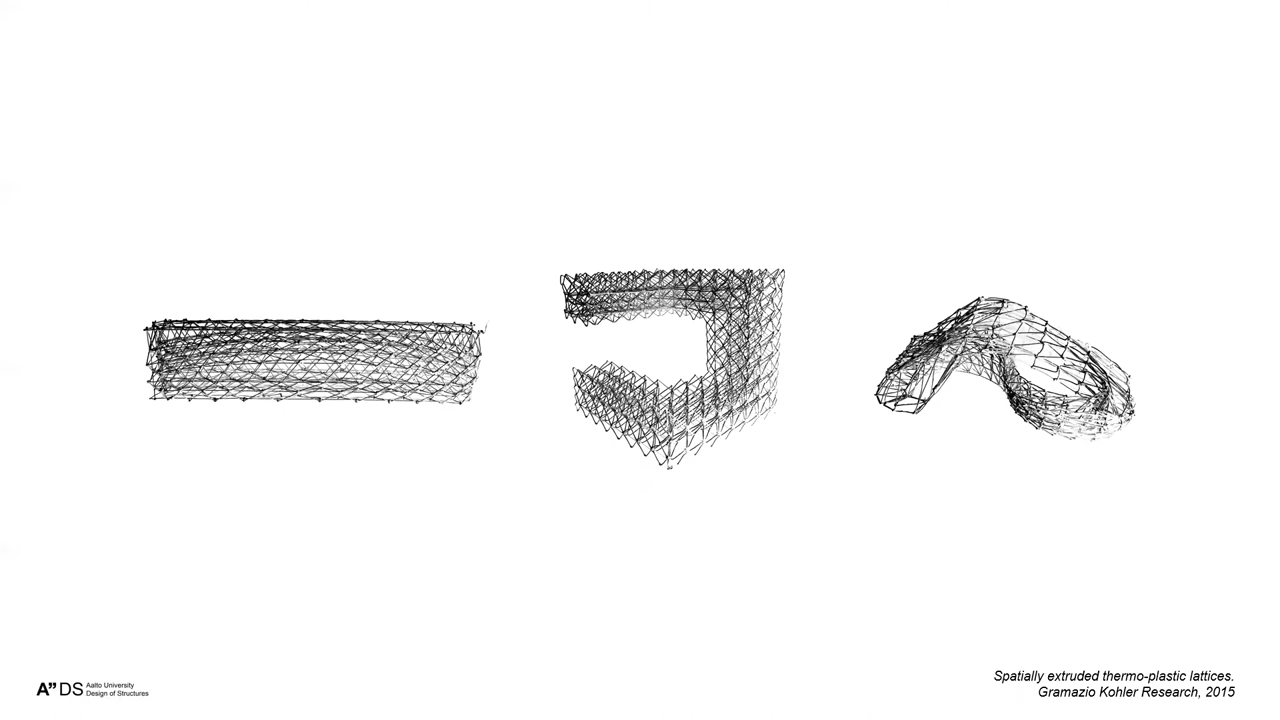 A” DS Aalto University
Design of Structures
Spatially extruded thermo-plastic lattices.
Gramazio Kohler Research, 2015